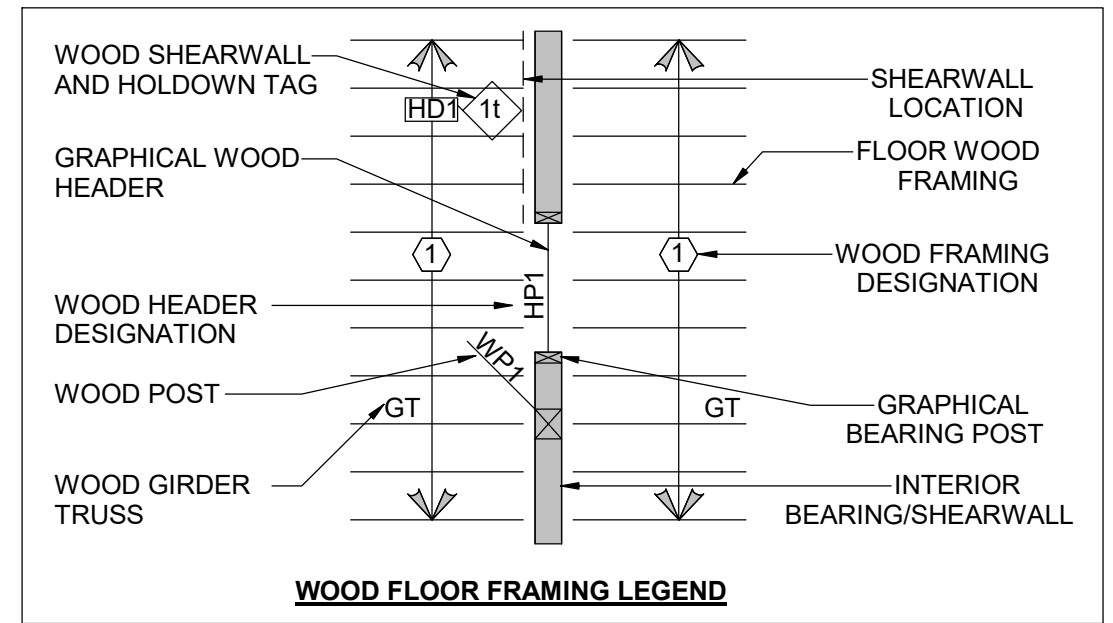 WOOD SHEARWALL
AND HOLDOWN TAG
HD1
1t
SHEARWALL
LOCATION
GRAPHICAL WOOD
HEADER
FLOOR WOOD
FRAMING
1
1
WOOD FRAMING
DESIGNATION
WOOD HEADER
DESIGNATION
HP1
WP1
WOOD POST
GT
GT
GRAPHICAL
BEARING POST
WOOD GIRDER
TRUSS
INTERIOR
BEARING/SHEARWALL
WOOD FLOOR FRAMING LEGEND